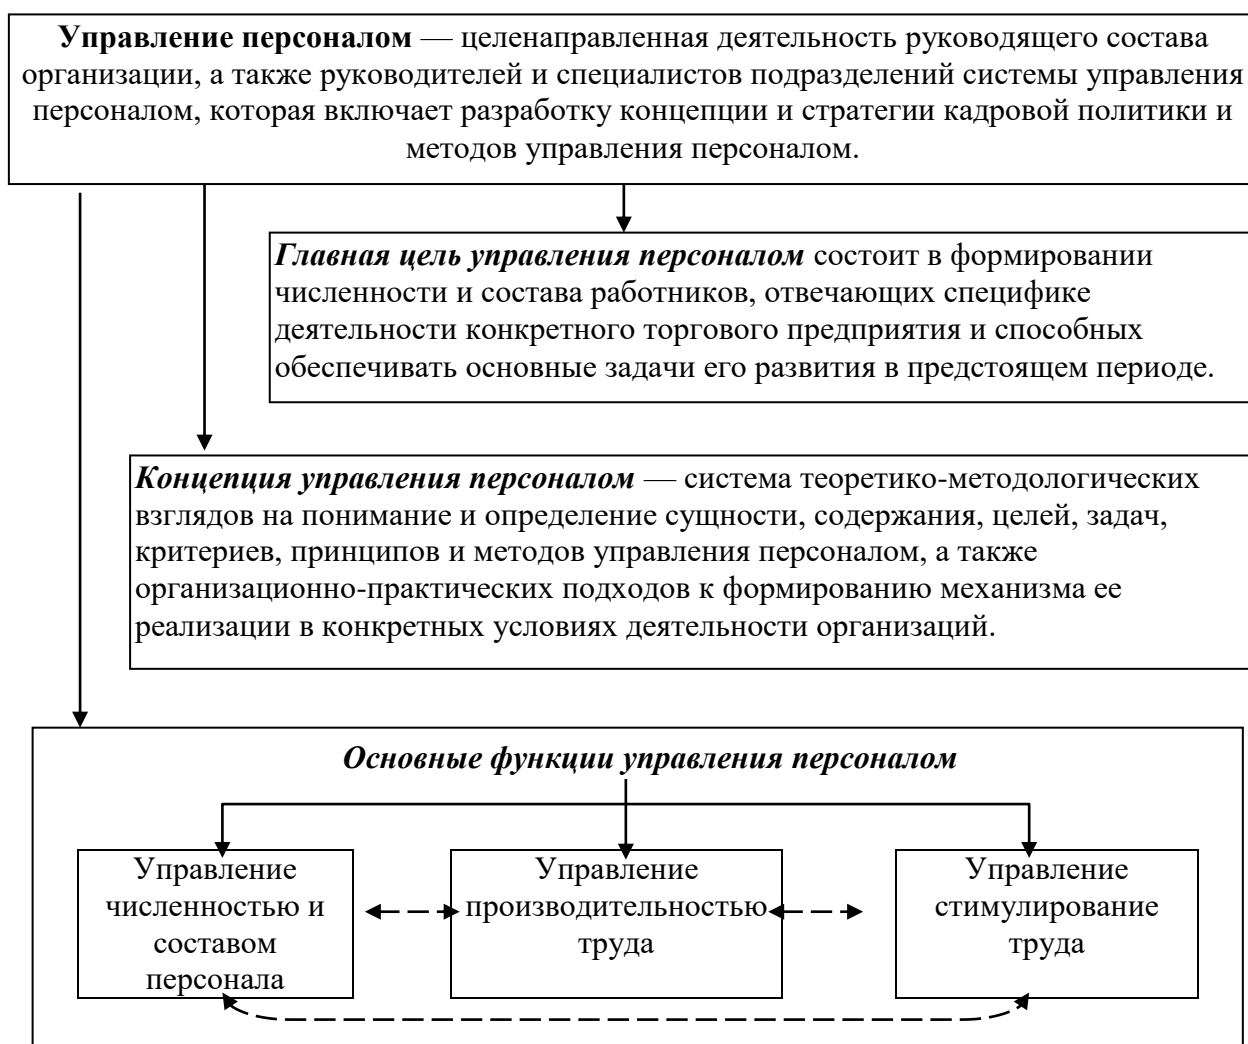 Управление персоналом — целенаправленная деятельность руководящего состава
организации, а также руководителей и специалистов подразделений системы управления
персоналом, которая включает разработку концепции и стратегии кадровой политики и
методов управления персоналом.
Главная цель управления персоналом состоит в формировании
численности и состава работников, отвечающих специфике
деятельности конкретного торгового предприятия и способных
обеспечивать основные задачи его развития в предстоящем периоде.
Концепция управления персоналом — система теоретико-методологических
взглядов на понимание и определение сущности, содержания, целей, задач,
критериев, принципов и методов управления персоналом, а также
организационно-практических подходов к формированию механизма ее
реализации в конкретных условиях деятельности организаций.
Основные функции управления персоналом
Управление
численностью и
составом
персонала
Управление
производительностью
труда
Управление
стимулирование
труда